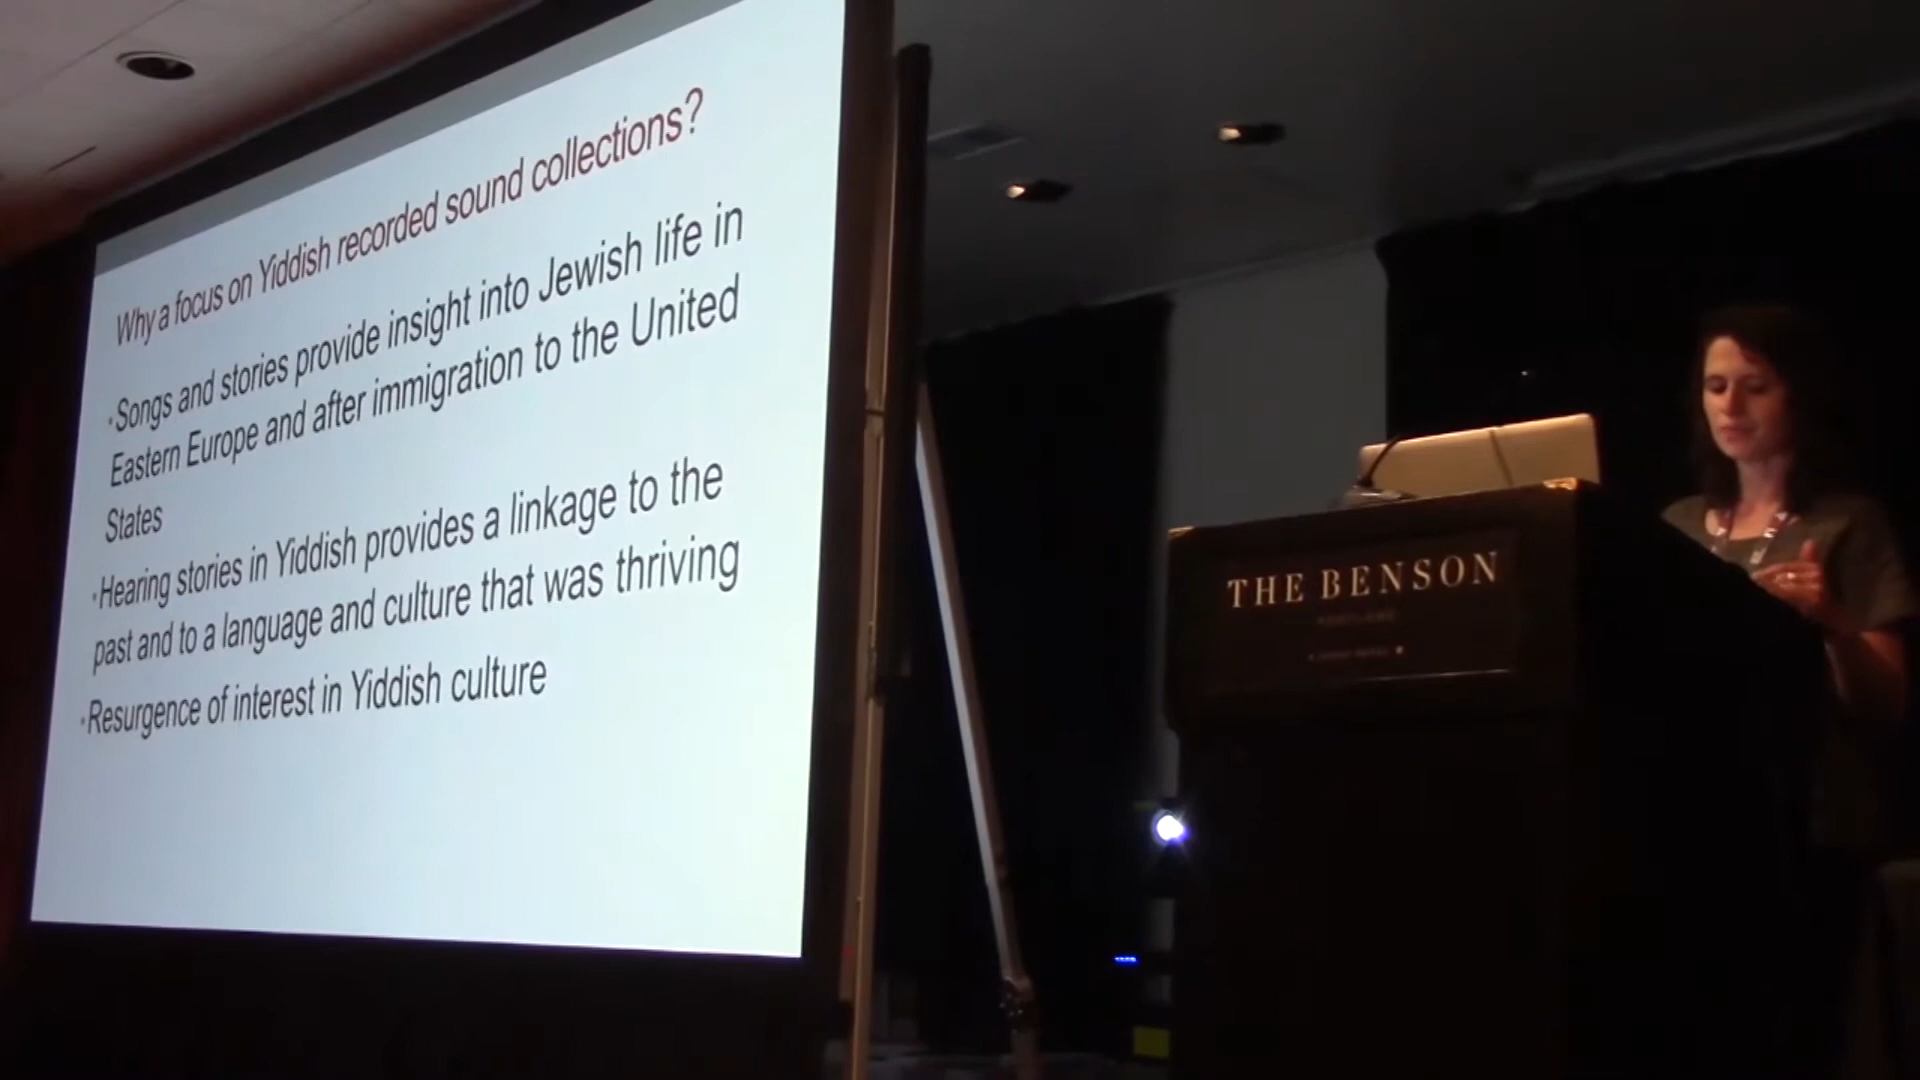 Why a focus on Yiddish recorded sound collections?
·Songs and stories provide insight into Jewish life in
Eastern Europe and after immigration to the United
States
·Hearing stories in Yiddish provides a linkage to the
past and to a language and culture that was thriving
·Resurgence of interest in Yiddish culture
THE BENSON